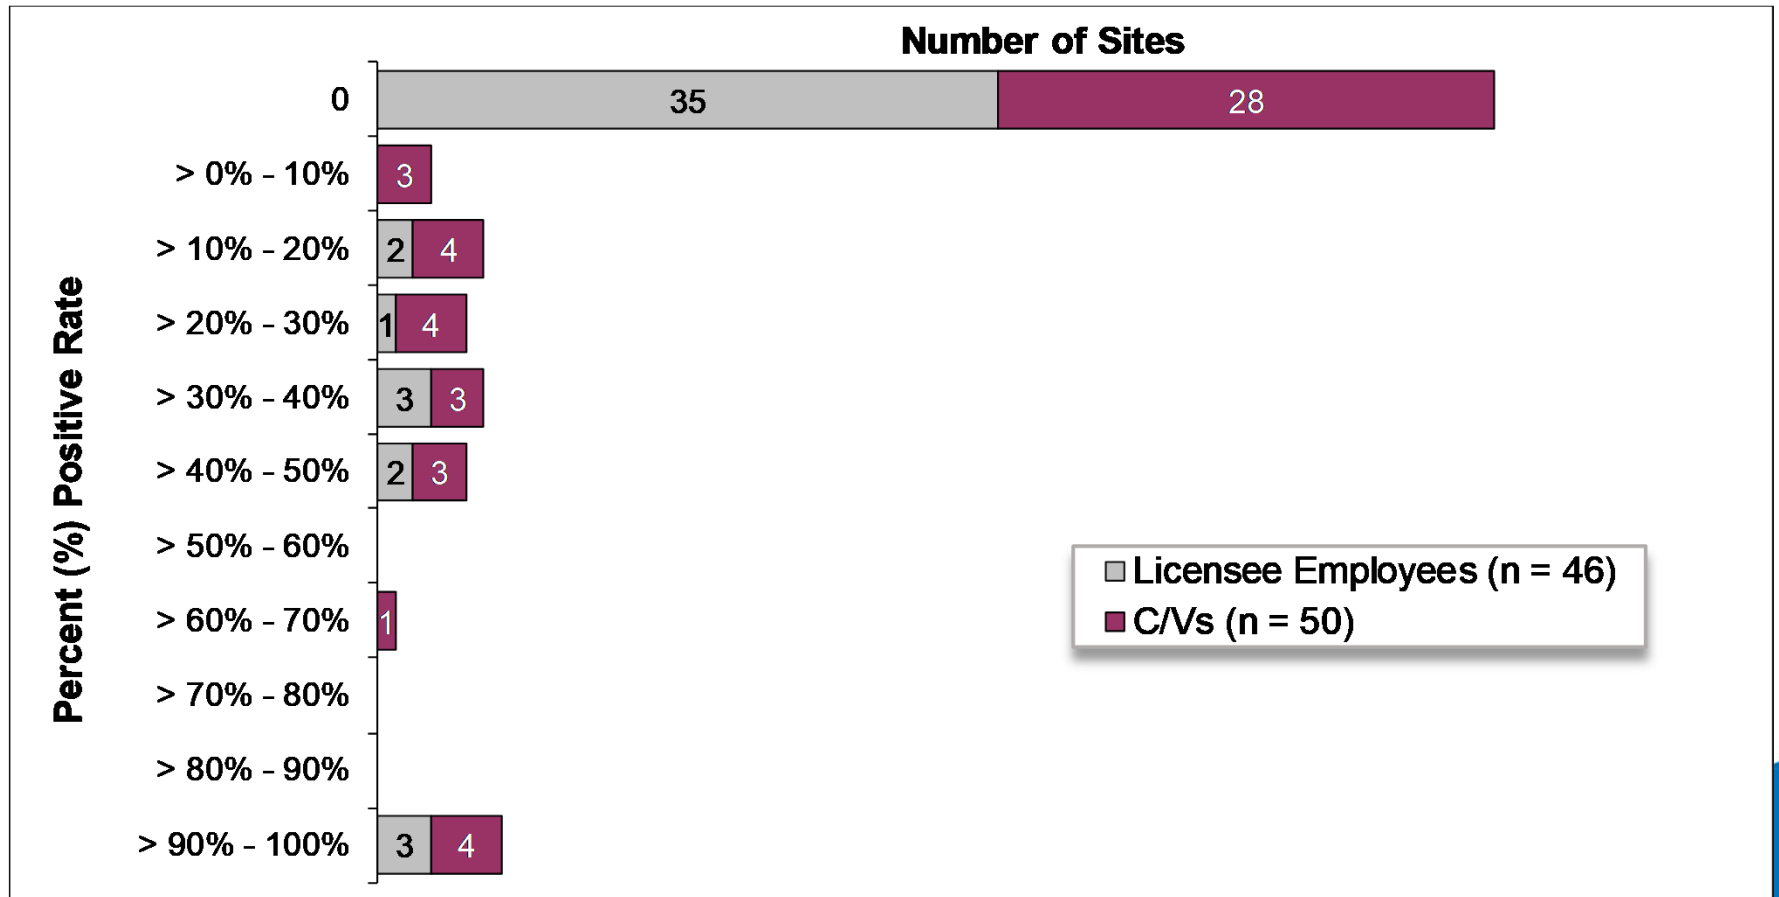 Number of Sites
Percent (%) Positive Rate
0 35 28
> 0% - 10% 3
> 10% - 20% 2 4
> 20% - 30% 1 4
> 30% - 40% 3 3
> 40% - 50% 2 3
> 50% - 60%
> 60% - 70% 1
> 70% - 80%
> 80% - 90%
> 90% - 100% 3 4
Licensee Employees (n = 46)
C/Vs (n = 50)